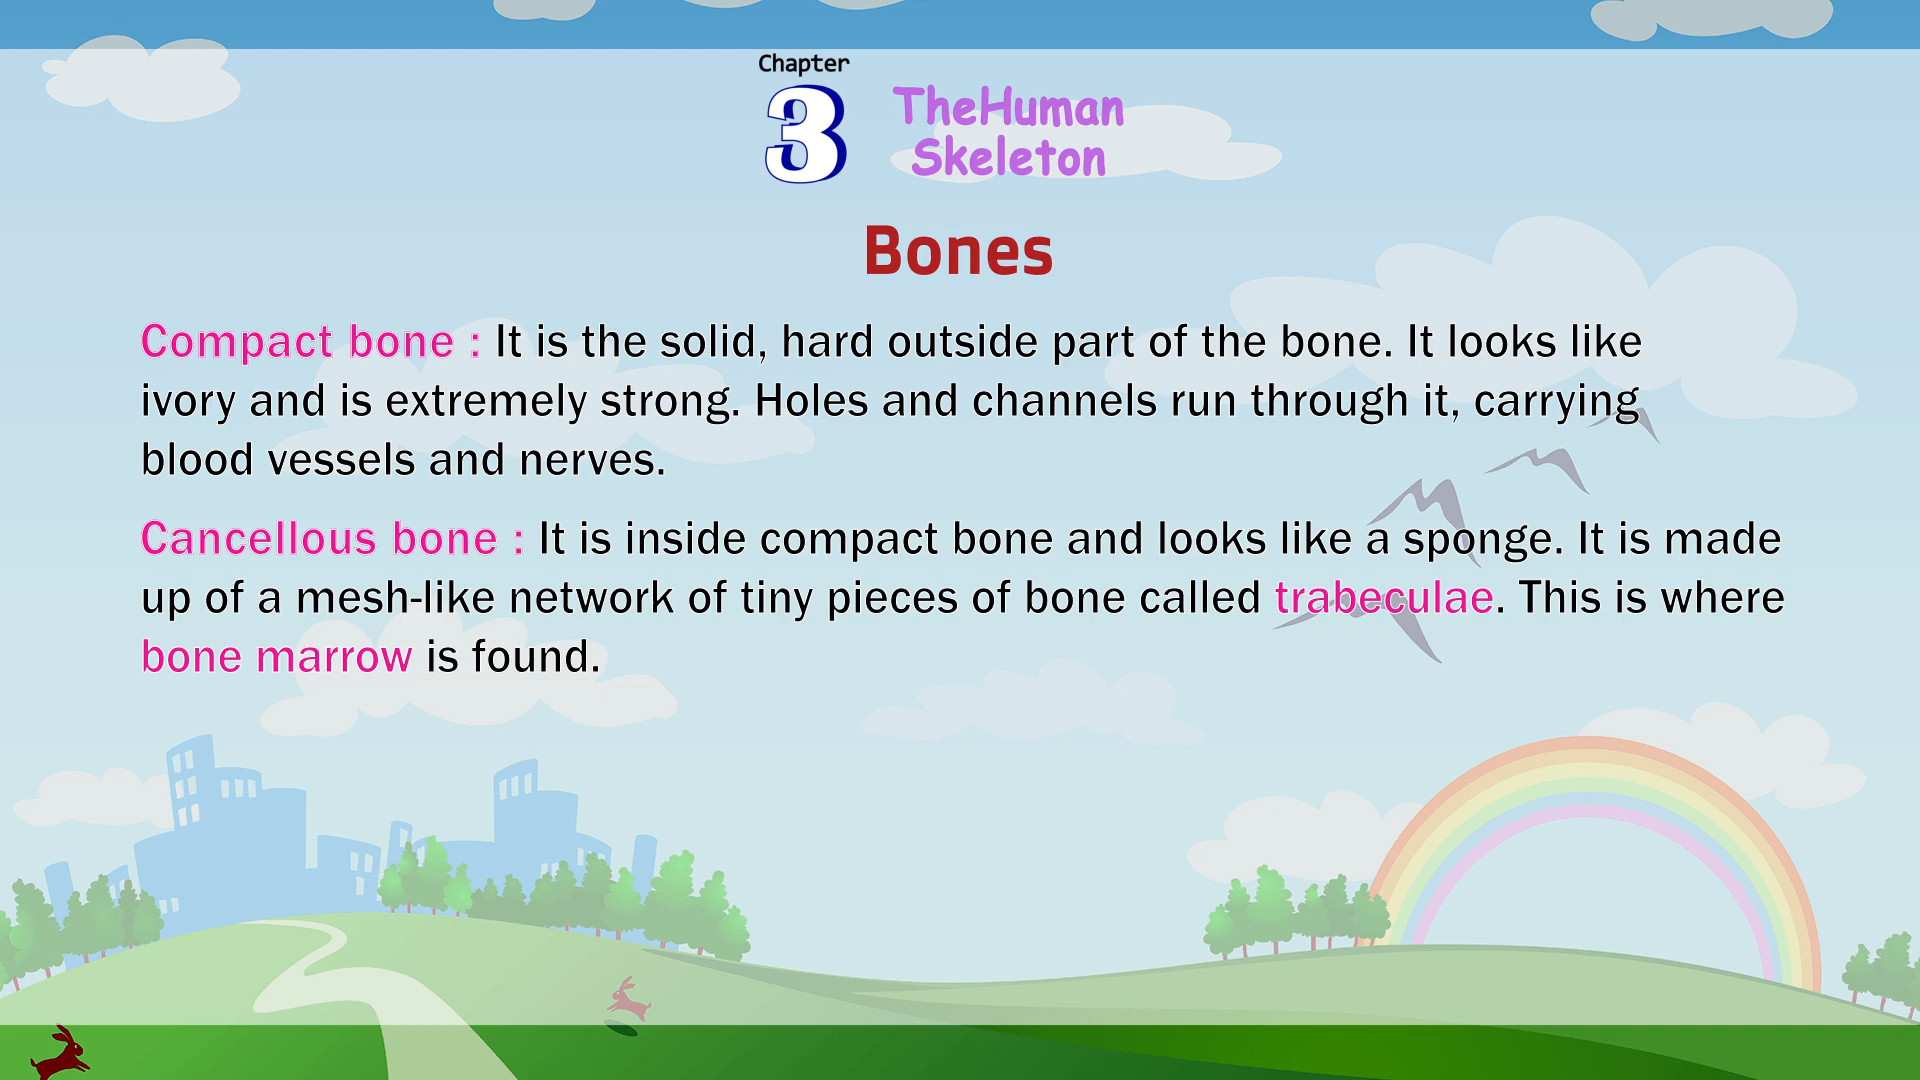 Chapter
3
TheHuman
Skeleton
Bones
Compact bone : It is the solid, hard outside part of the bone. It looks like
ivory and is extremely strong. Holes and channels run through it, carrying
blood vessels and nerves.
Cancellous bone : It is inside compact bone and looks like a sponge. It is made
up of a mesh-like network of tiny pieces of bone called trabeculae. This is where
bone marrow is found.